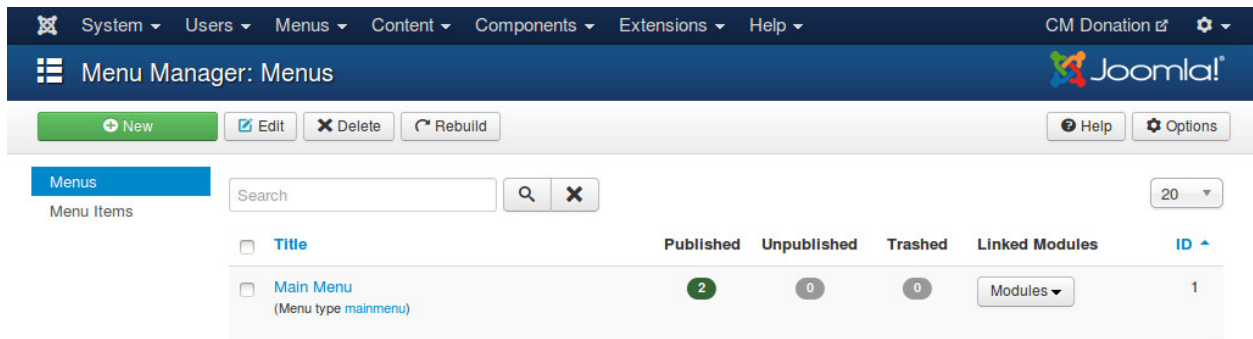 System Users Menus Content Components Extensions Help CM Donation
Menu Manager: Menus Joomla!
New Edit Delete Rebuild Help Options
Menus Search 20
Menu Items
Title Published Unpublished Trashed Linked Modules ID
Main Menu 2 0 0 Modules 1
(Menu type mainmenu)